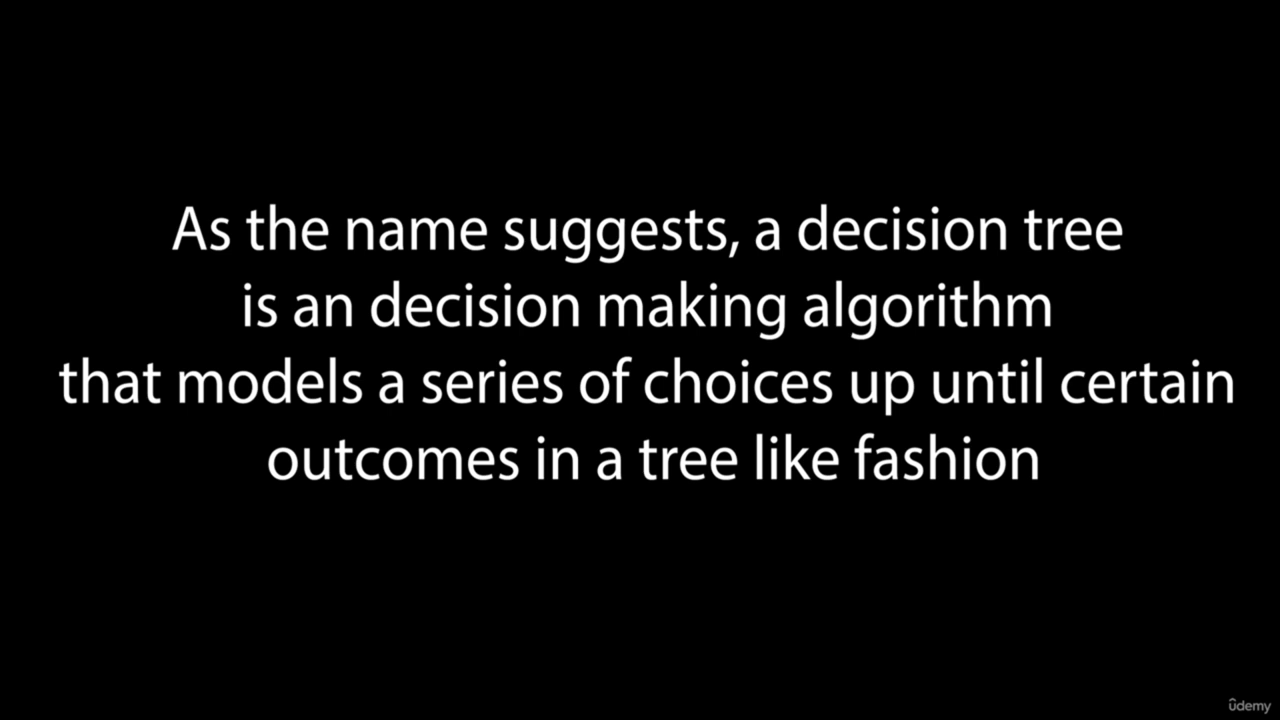 As the name suggests, a decision tree
is an decision making algorithm
that models a series of choices up until certain
outcomes in a tree like fashion
ûdemy